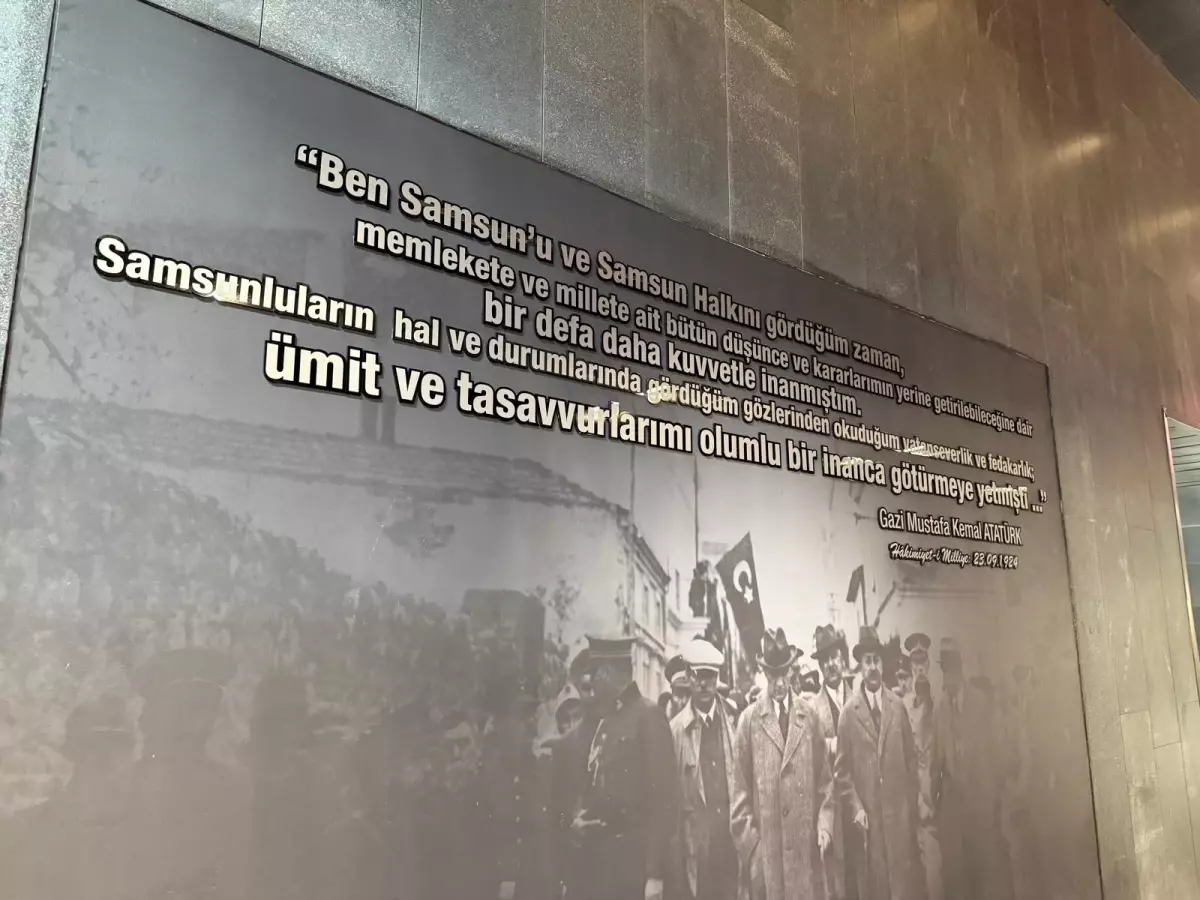 “Ben Samsun’u ve Samsun Halkını gördüğüm zaman,
memlekete ve millete ait bütün düşünce ve kararlarımın yerine getirilebileceğine dair
bir defa daha kuvvetle inanmıştım.
Samsunluların hal ve durumlarında gördüğüm gözlerinden okuduğum vatanseverlik ve fedakarlık;
ümit ve tasavvurlarımı olumlu bir inanca götürmeye yetmişti ...”
Gazi Mustafa Kemal ATATÜRK
Hâkimiyet-i Milliye: 23.09.1924